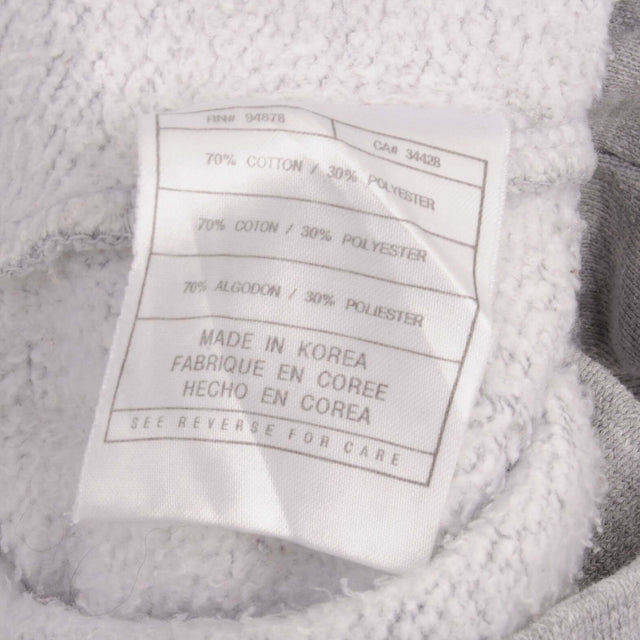 RN# 94878
CA# 34428
70% COTTON / 30% POLYESTER
70% COTON / 30% POLYESTER
70% ALGODON / 30% POLIESTER
MADE IN KOREA
FABRIQUE EN COREE
HECHO EN COREA
SEE REVERSE FOR CARE